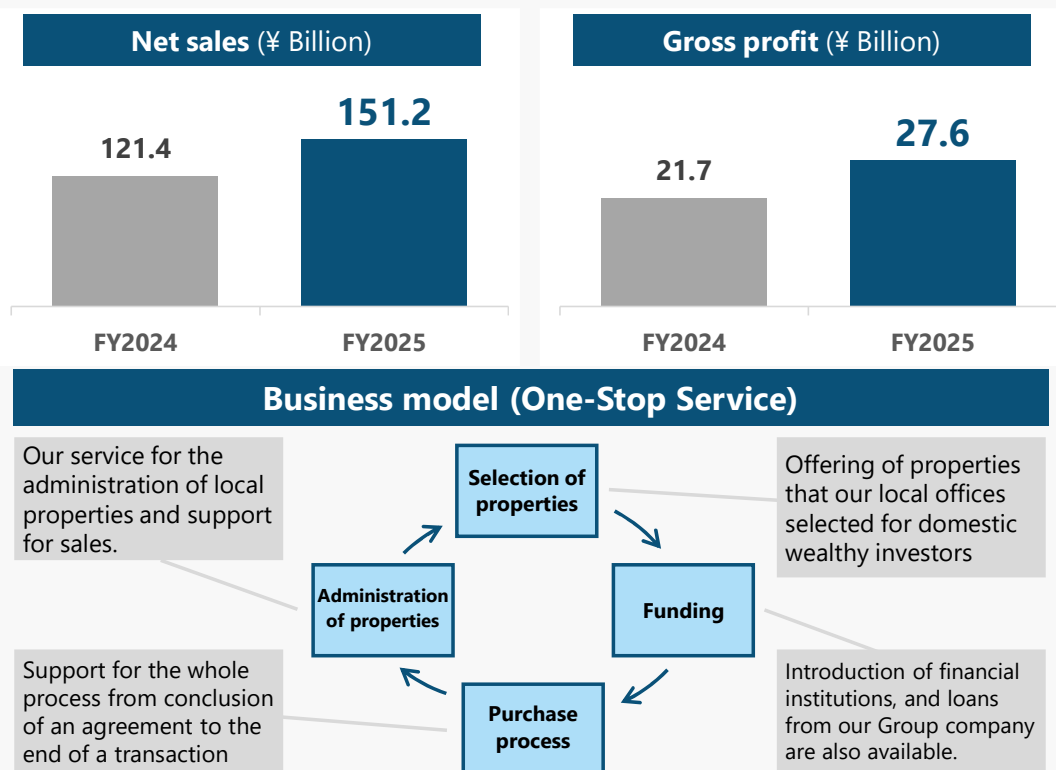 Net sales (¥ Billion)
121.4
151.2
FY2024
FY2025
Gross profit (¥ Billion)
21.7
27.6
FY2024
FY2025
Business model (One-Stop Service)
Our service for the
administration of local
properties and support
for sales.
Selection of
properties
Offering of properties
that our local offices
selected for domestic
wealthy investors
Administration
of properties
Funding
Support for the whole
process from conclusion
of an agreement to the
end of a transaction
Purchase
process
Introduction of financial
institutions, and loans
from our Group company
are also available.